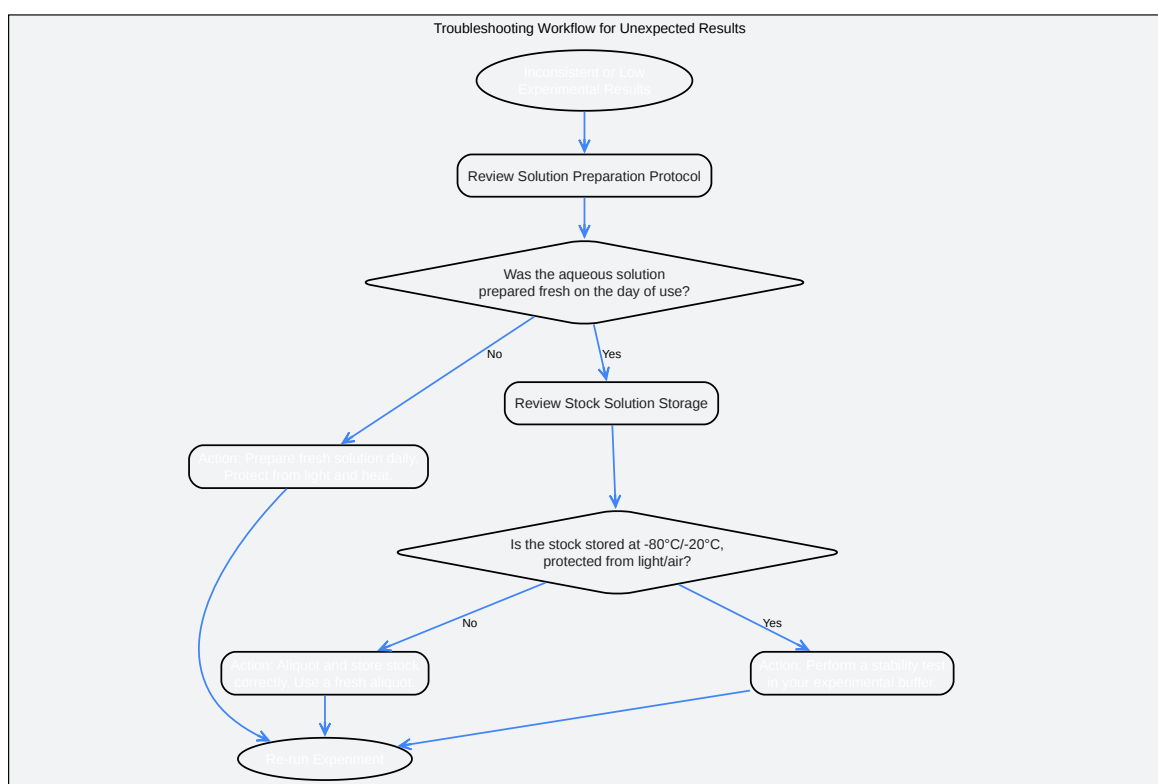 Troubleshooting Workflow for Unexpected Results
Inconsistent or Low
Experimental Results
Review Solution Preparation Protocol
Was the aqueous solution
prepared fresh on the day of use?
No
Yes
Review Stock Solution Storage
Action: Prepare fresh solution daily.
Protect from light and heat.
Is the stock stored at -80°C/-20°C,
protected from light/air?
No
Yes
Action: Aliquot and store stock
correctly. Use a fresh aliquot.
Action: Perform a stability test
in your experimental buffer.
Re-run Experiment